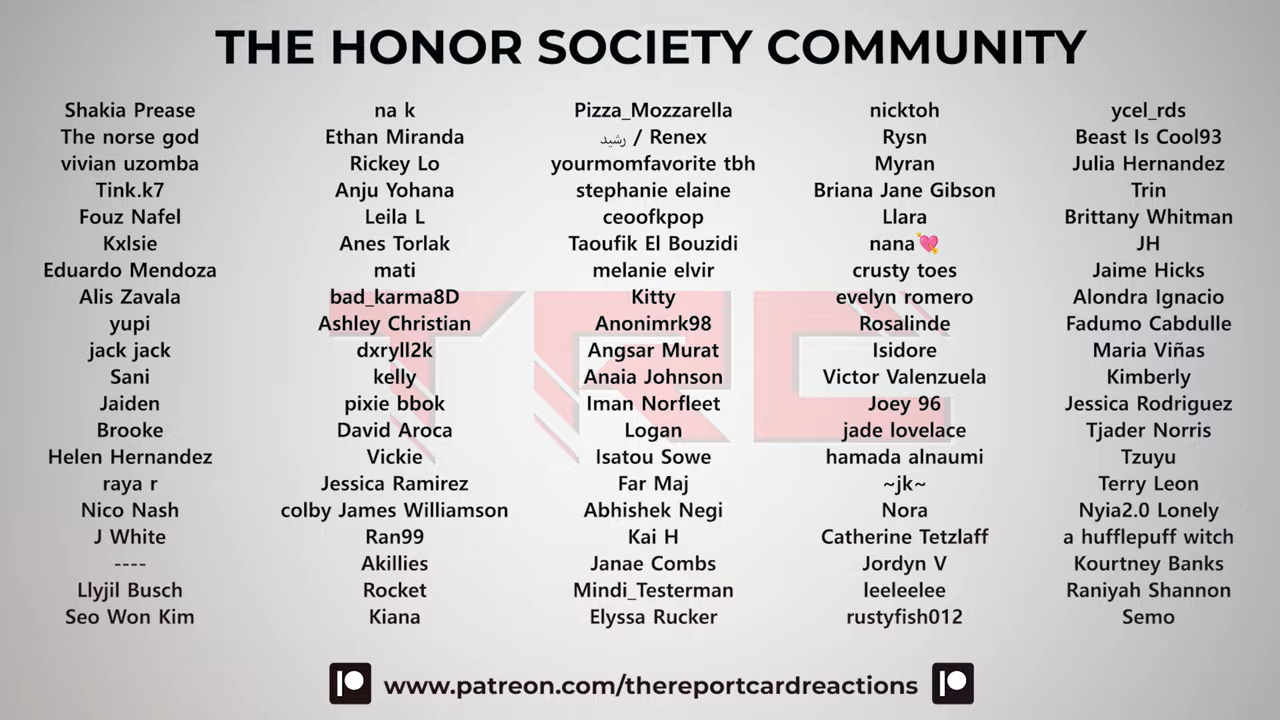 THE HONOR SOCIETY COMMUNITY
Shakia Prease
The norse god
vivian uzomba
Tink.k7
Fouz Nafel
Kxlsie
Eduardo Mendoza
Alis Zavala
yupi
jack jack
Sani
Jaiden
Brooke
Helen Hernandez
raya r
Nico Nash
J White
----
Llyjil Busch
Seo Won Kim
na k
Ethan Miranda
Rickey Lo
Anju Yohana
Leila L
Anes Torlak
mati
bad_karma8D
Ashley Christian
dxryll2k
kelly
pixie bbok
David Aroca
Vickie
Jessica Ramirez
colby James Williamson
Ran99
Akillies
Rocket
Kiana
Pizza_Mozzarella
رشيد / Renex
yourmomfavorite tbh
stephanie elaine
ceoofkpop
Taoufik El Bouzidi
melanie elvir
Kitty
Anonimrk98
Angsar Murat
Anaia Johnson
Iman Norfleet
Logan
Isatou Sowe
Far Maj
Abhishek Negi
Kai H
Janae Combs
Mindi_Testerman
Elyssa Rucker
nicktoh
Rysn
Myran
Briana Jane Gibson
Llara
nana💘
crusty toes
evelyn romero
Rosalinde
Isidore
Victor Valenzuela
Joey 96
jade lovelace
hamada alnaumi
~jk~
Nora
Catherine Tetzlaff
Jordyn V
leeleelee
rustyfish012
ycel_rds
Beast Is Cool93
Julia Hernandez
Trin
Brittany Whitman
JH
Jaime Hicks
Alondra Ignacio
Fadumo Cabdulle
Maria Viñas
Kimberly
Jessica Rodriguez
Tjader Norris
Tzuyu
Terry Leon
Nyia2.0 Lonely
a hufflepuff witch
Kourtney Banks
Raniyah Shannon
Semo
TRC
www.patreon.com/thereportcardreactions